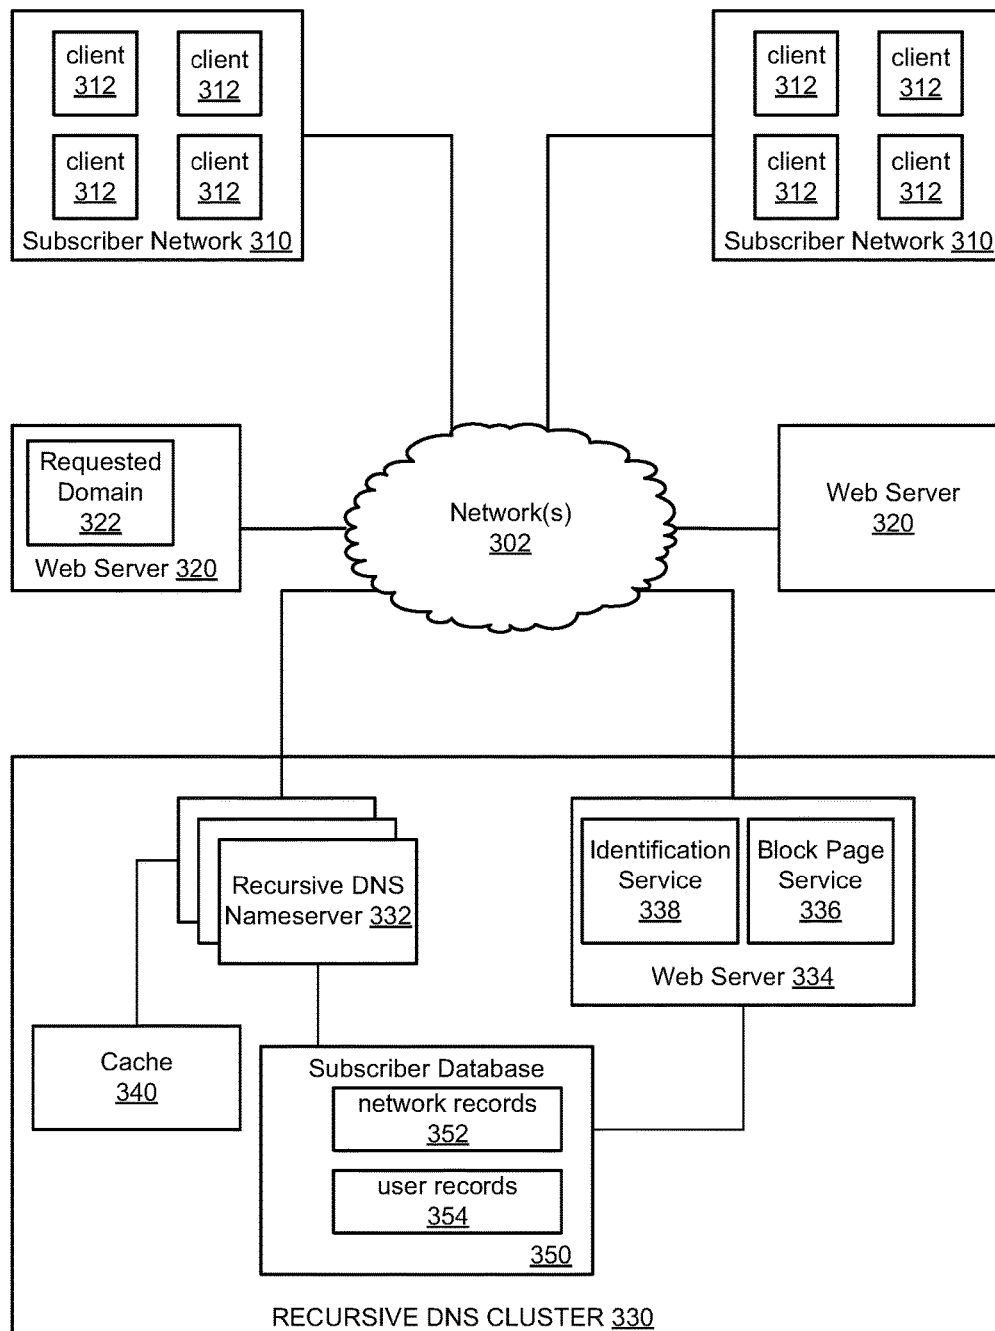 client
312
client
312
client
312
client
312
Subscriber Network 310
client
312
client
312
client
312
client
312
Subscriber Network 310
Requested
Domain
322
Web Server 320
Network(s)
302
Web Server
320
Recursive DNS
Nameserver 332
Identification
Service
338
Block Page
Service
336
Web Server 334
Cache
340
Subscriber Database
network records
352
user records
354
350
RECURSIVE DNS CLUSTER 330